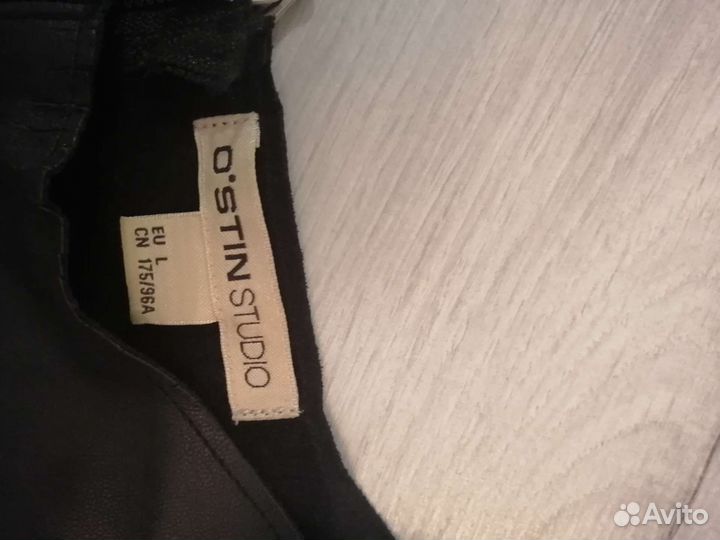 O'STIN STUDIO
EU L
CN 175/96A
Avito